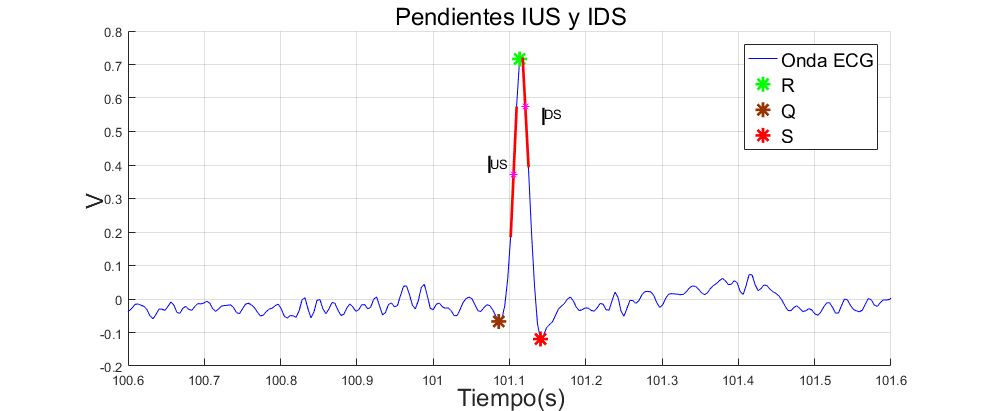 Pendientes IUS y IDS
0.8
0.7
0.6
0.5
0.4
0.3
0.2
0.1
0
-0.1
-0.2
V
Onda ECG
R
Q
S
IDS
IUS
100.6 100.7 100.8 100.9 101 101.1 101.2 101.3 101.4 101.5 101.6
Tiempo(s)